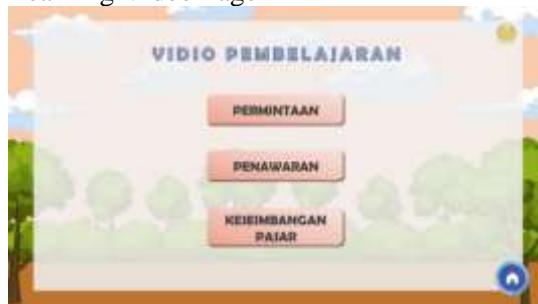 VIDIO PEMBELAJARAN
PERMINTAAN
PENAWARAN
KESEIMBANGAN
PASAR